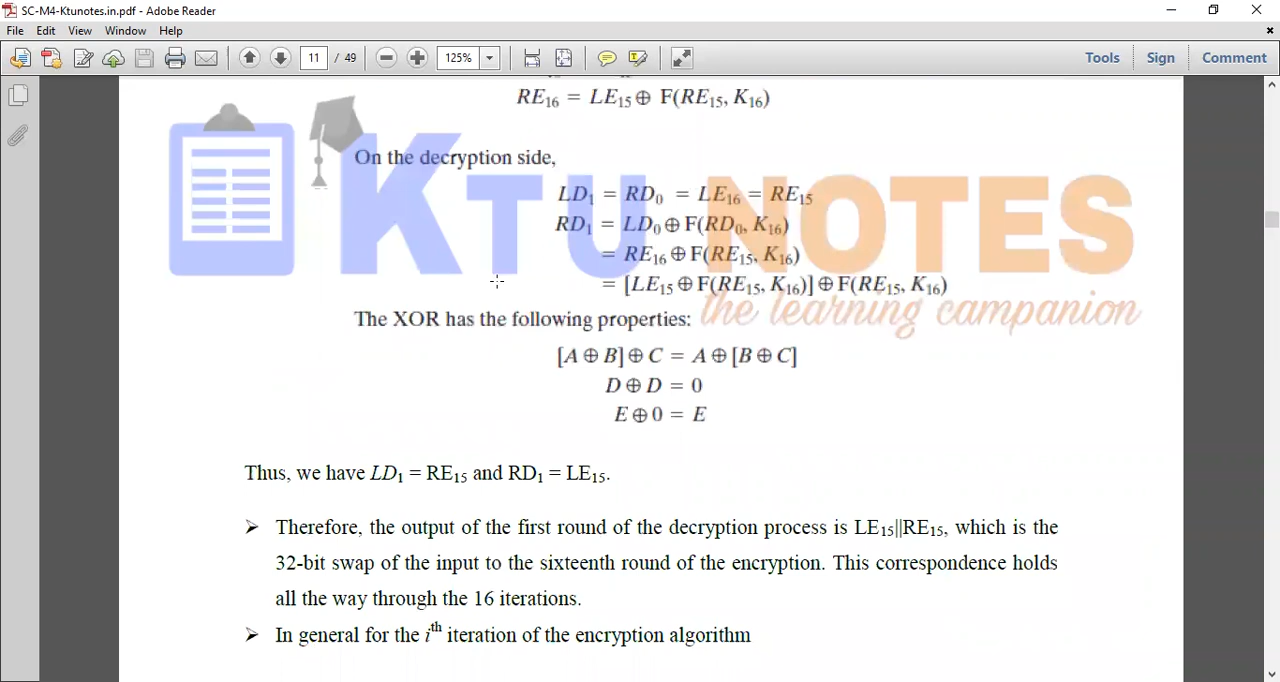 SC-M4-Ktunotes.in.pdf - Adobe Reader
File Edit View Window Help
11 / 49 125% Tools Sign Comment
RE₁₆ = LE₁₅ ⊕ F(RE₁₅, K₁₆)
On the decryption side,
LD₁ = RD₀ = LE₁₆ = RE₁₅
RD₁ = LD₀ ⊕ F(RD₀, K₁₆)
= RE₁₆ ⊕ F(RE₁₅, K₁₆)
= [LE₁₅ ⊕ F(RE₁₅, K₁₆)] ⊕ F(RE₁₅, K₁₆)
KTU NOTES
the learning companion
The XOR has the following properties:
[A ⊕ B] ⊕ C = A ⊕ [B ⊕ C]
D ⊕ D = 0
E ⊕ 0 = E
Thus, we have LD₁ = RE₁₅ and RD₁ = LE₁₅.
➢ Therefore, the output of the first round of the decryption process is LE₁₅||RE₁₅, which is the
32-bit swap of the input to the sixteenth round of the encryption. This correspondence holds
all the way through the 16 iterations.
➢ In general for the iᵗʰ iteration of the encryption algorithm